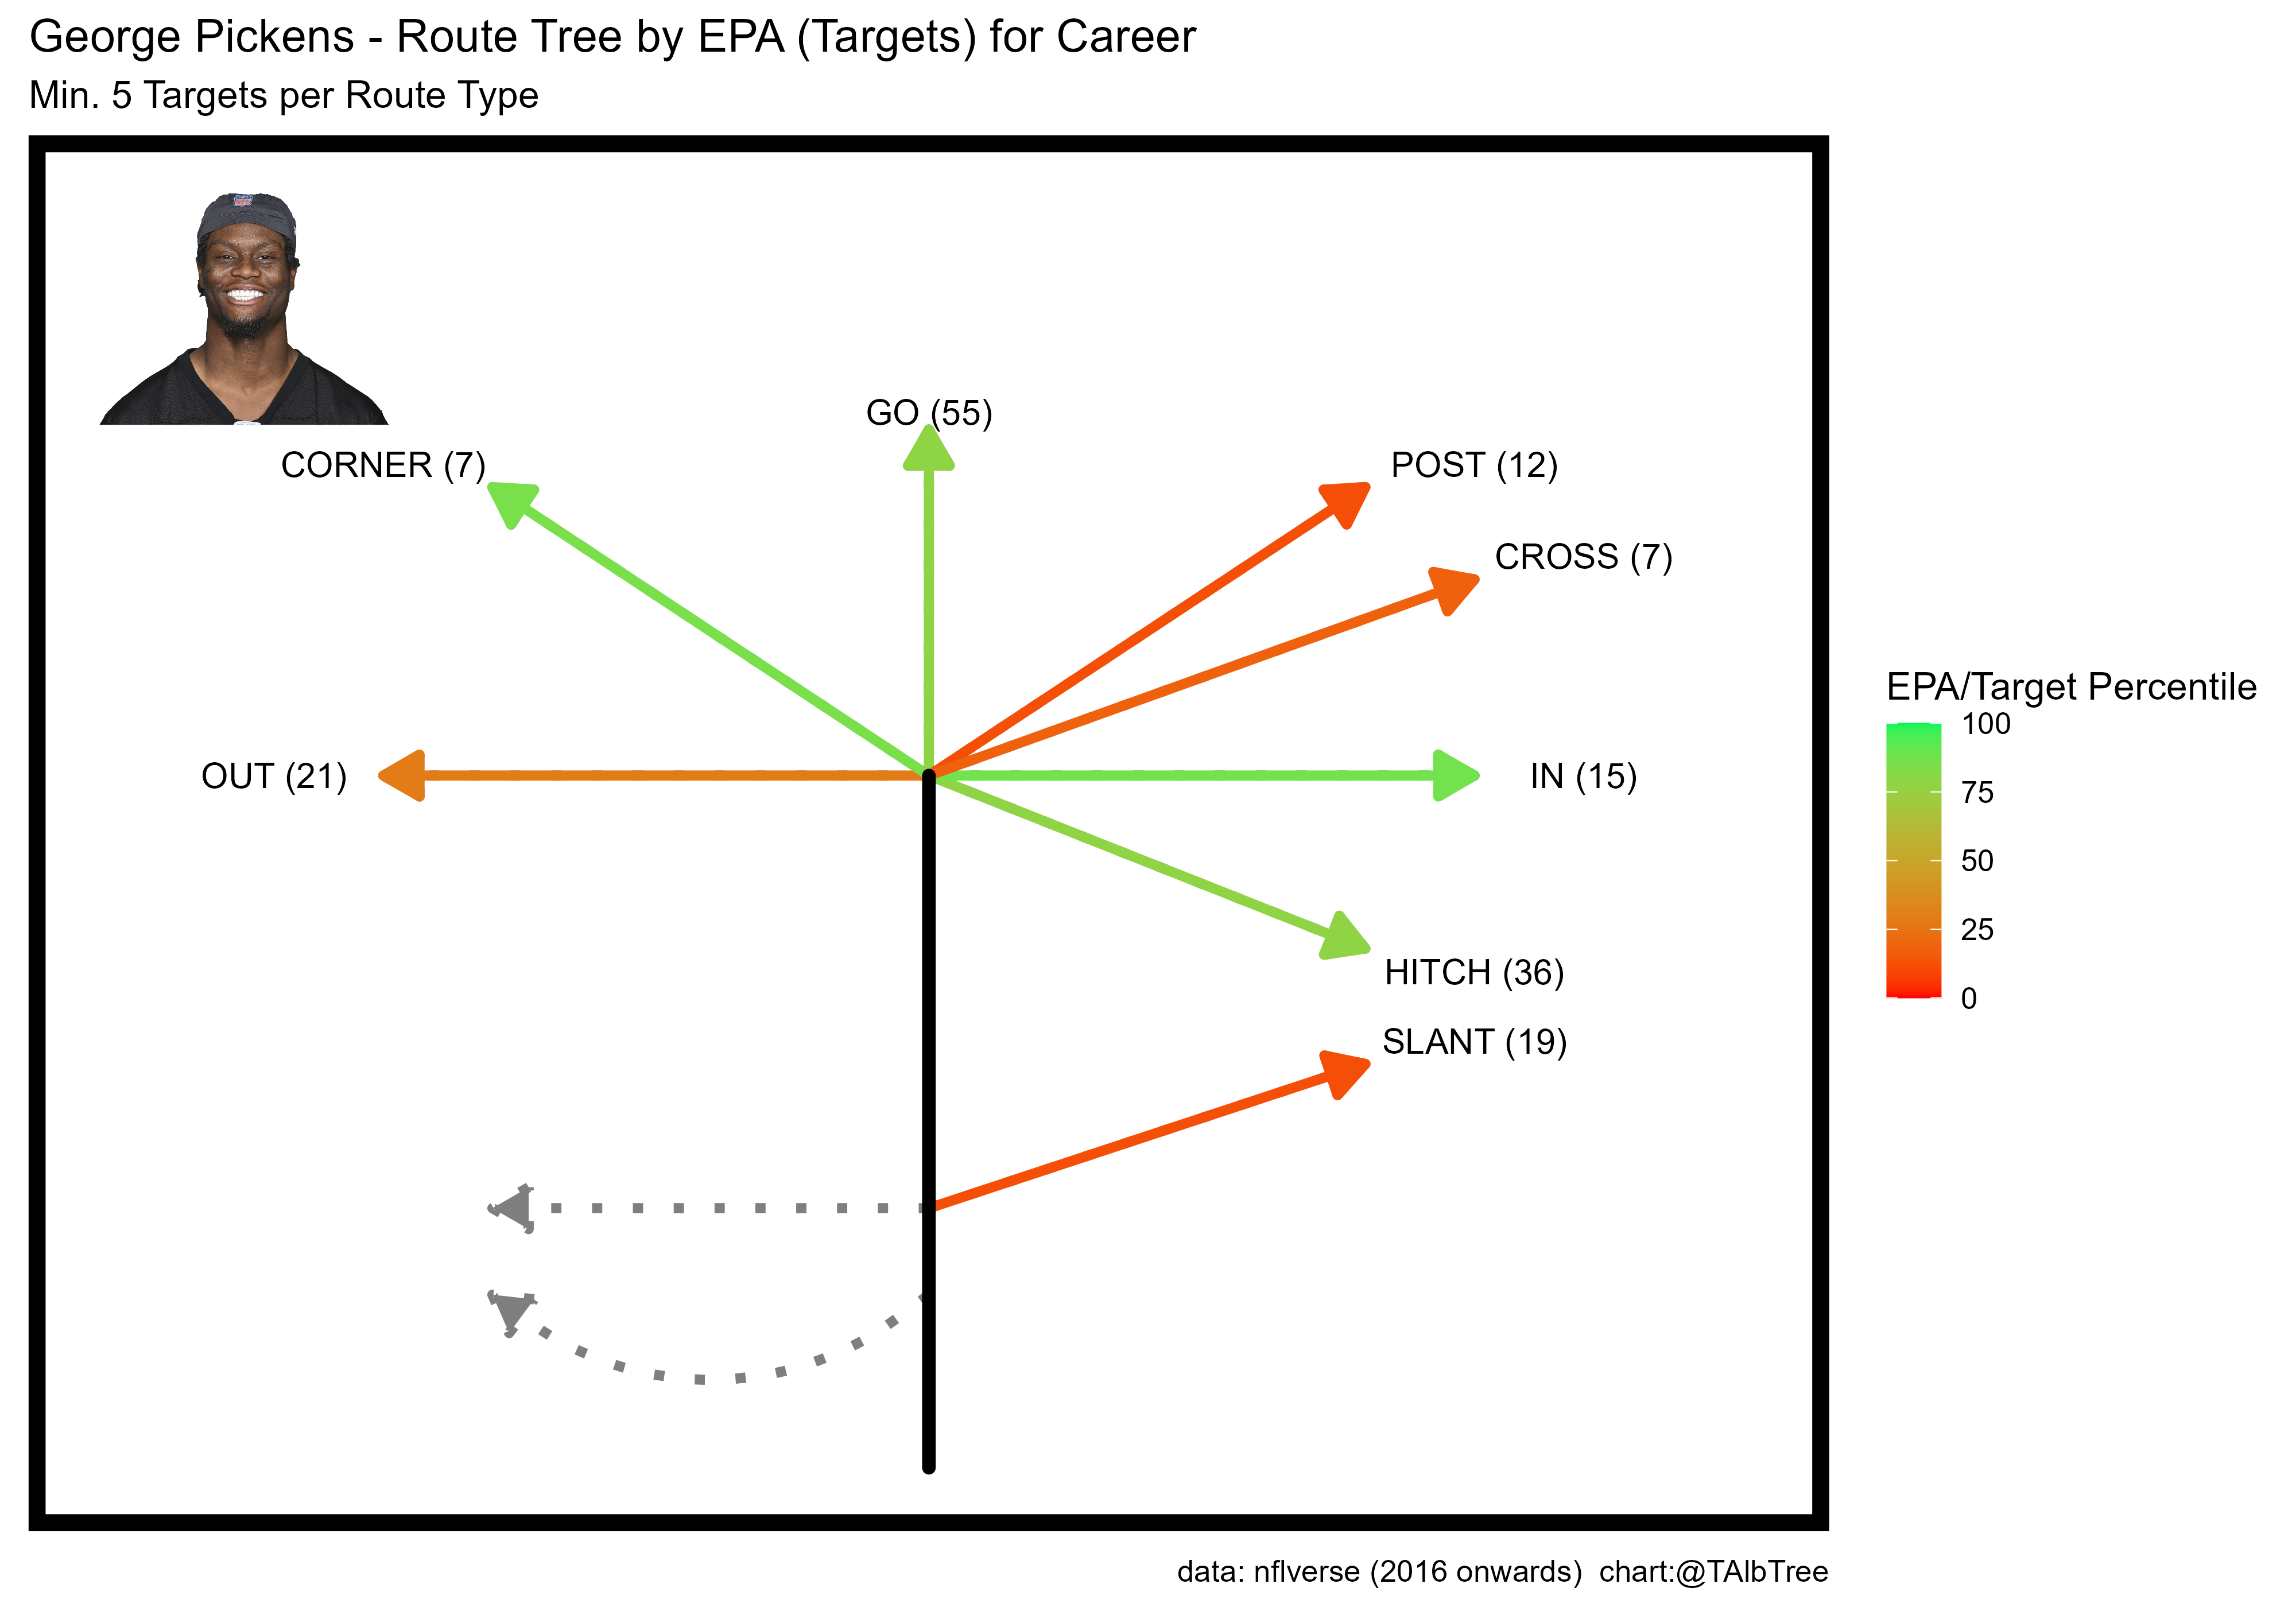 George Pickens - Route Tree by EPA (Targets) for Career
Min. 5 Targets per Route Type
GO (55)
CORNER (7)
POST (12)
CROSS (7)
OUT (21)
IN (15)
HITCH (36)
SLANT (19)
EPA/Target Percentile
100
75
50
25
0
data: nflverse (2016 onwards)  chart:@TAlbTree